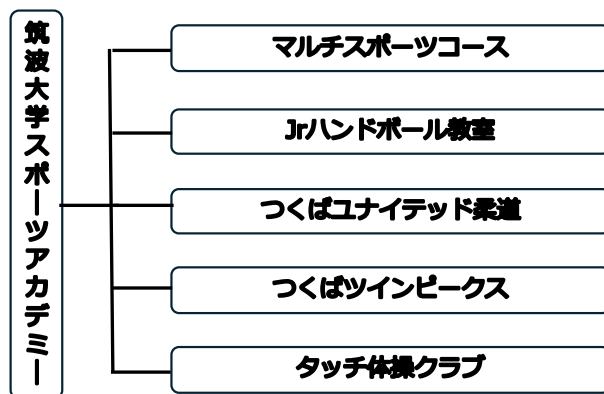 筑波大学スポーツアカデミー
マルチスポーツコース
Jrハンドボール教室
つくばユナイテッド柔道
つくばツインピークス
タッチ体操クラブ